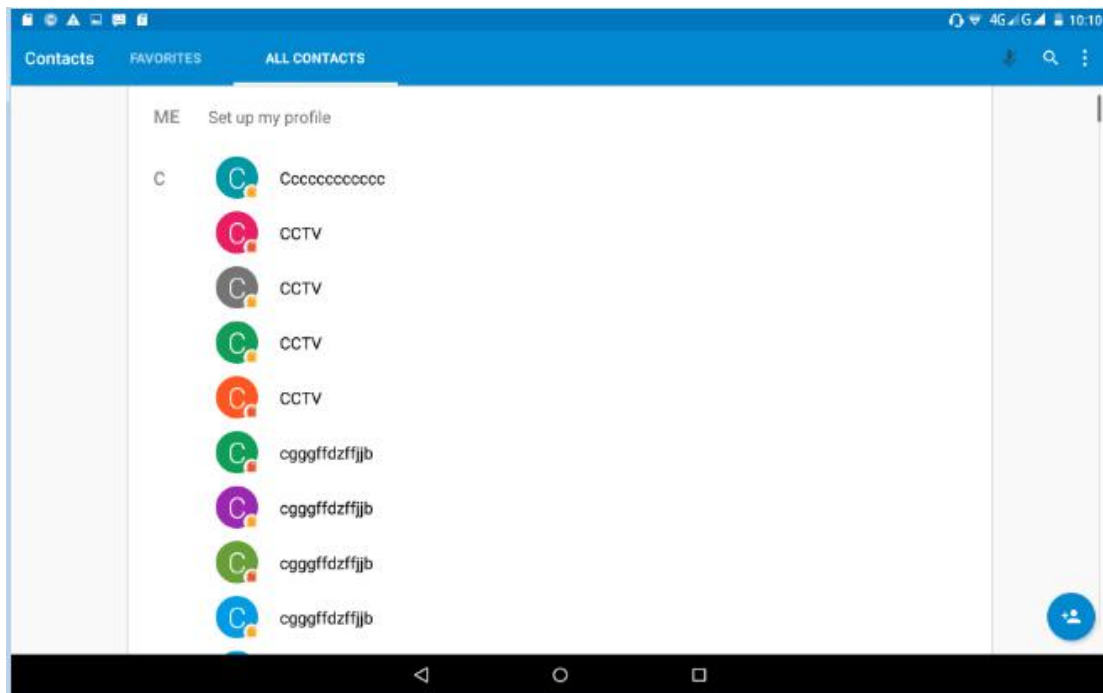 4G G 10:10
Contacts FAVORITES ALL CONTACTS
ME Set up my profile
C C Cccccccccccc
C CCTV
C CCTV
C CCTV
C CCTV
C cgggffdzffjjb
C cgggffdzffjjb
C cgggffdzffjjb
C cgggffdzffjjb